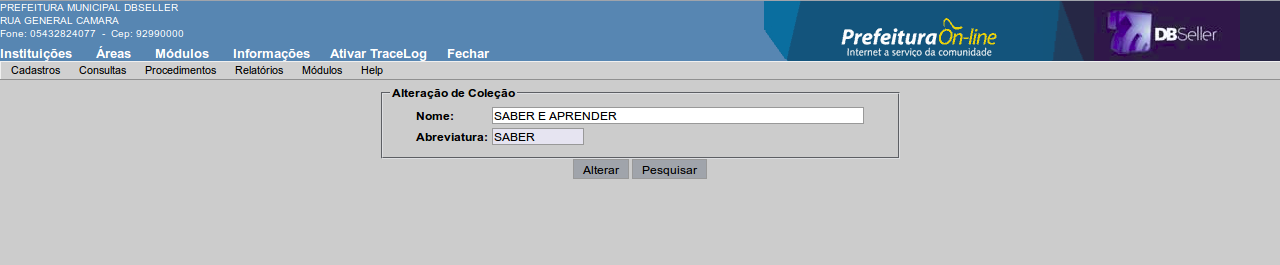 PREFEITURA MUNICIPAL DBSELLER
RUA GENERAL CAMARA
Fone: 05432824077 - Cep: 92990000
PrefeituraOn-line
Internet a serviço da comunidade
DBSeller
Instituições Áreas Módulos Informações Ativar TraceLog Fechar
Cadastros Consultas Procedimentos Relatórios Módulos Help
Alteração de Coleção
Nome: SABER E APRENDER
Abreviatura: SABER
Alterar Pesquisar